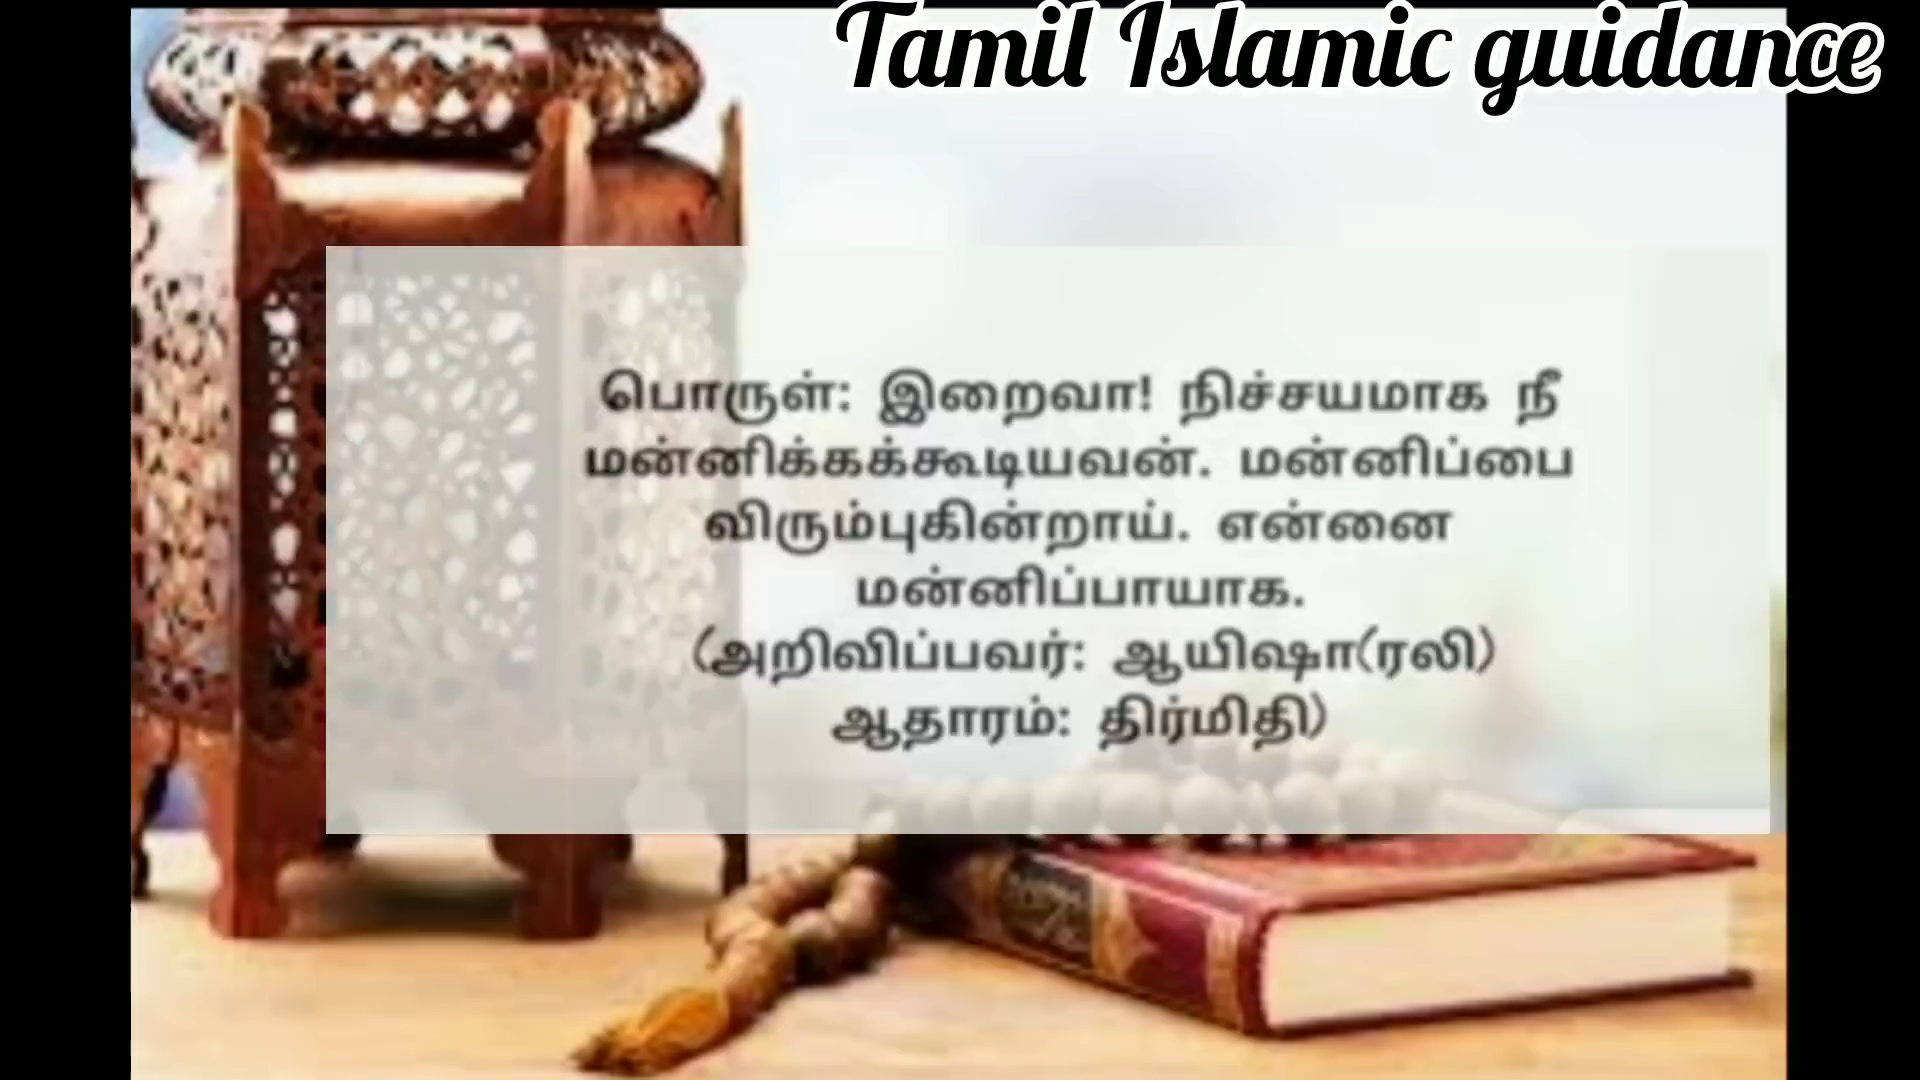 Tamil Islamic guidance
பொருள்: இறைவா! நிச்சயமாக நீ
மன்னிக்கக்கூடியவன். மன்னிப்பை
விரும்புகின்றாய். என்னை
மன்னிப்பாயாக.
(அறிவிப்பவர்: ஆயிஷா(ரலி)
ஆதாரம்: திர்மிதி)